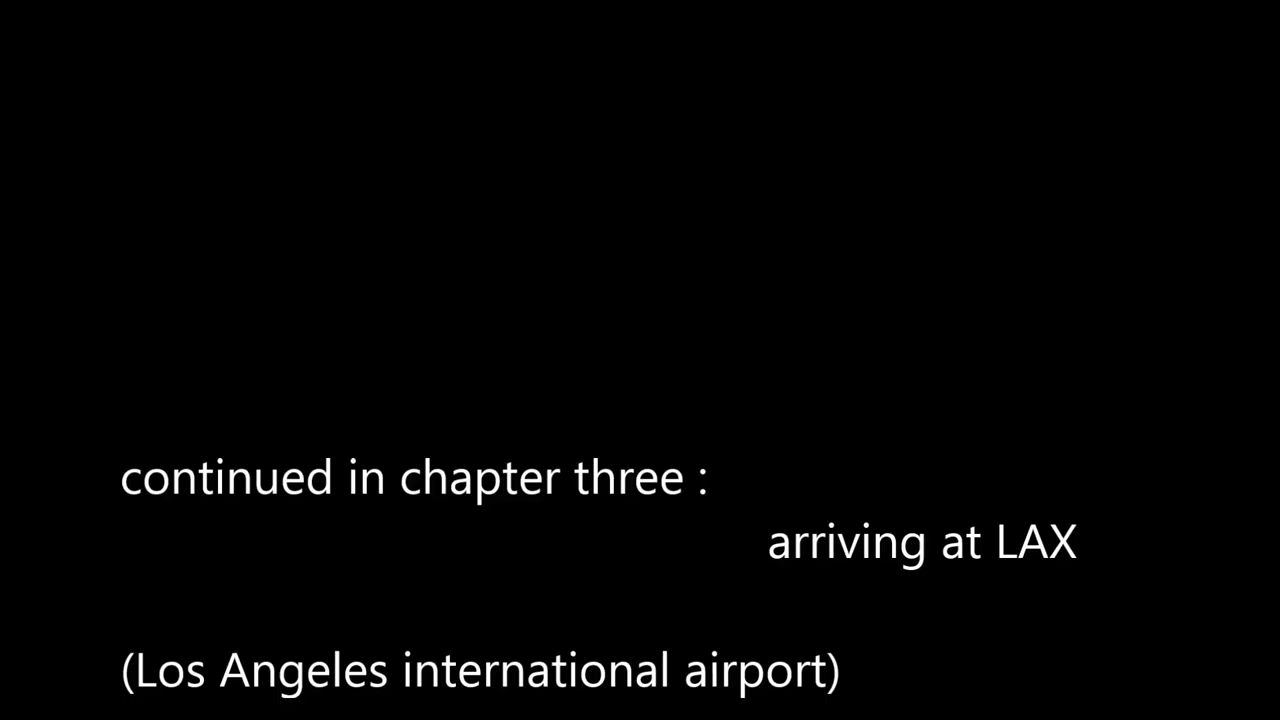 continued in chapter three :
arriving at LAX
(Los Angeles international airport)